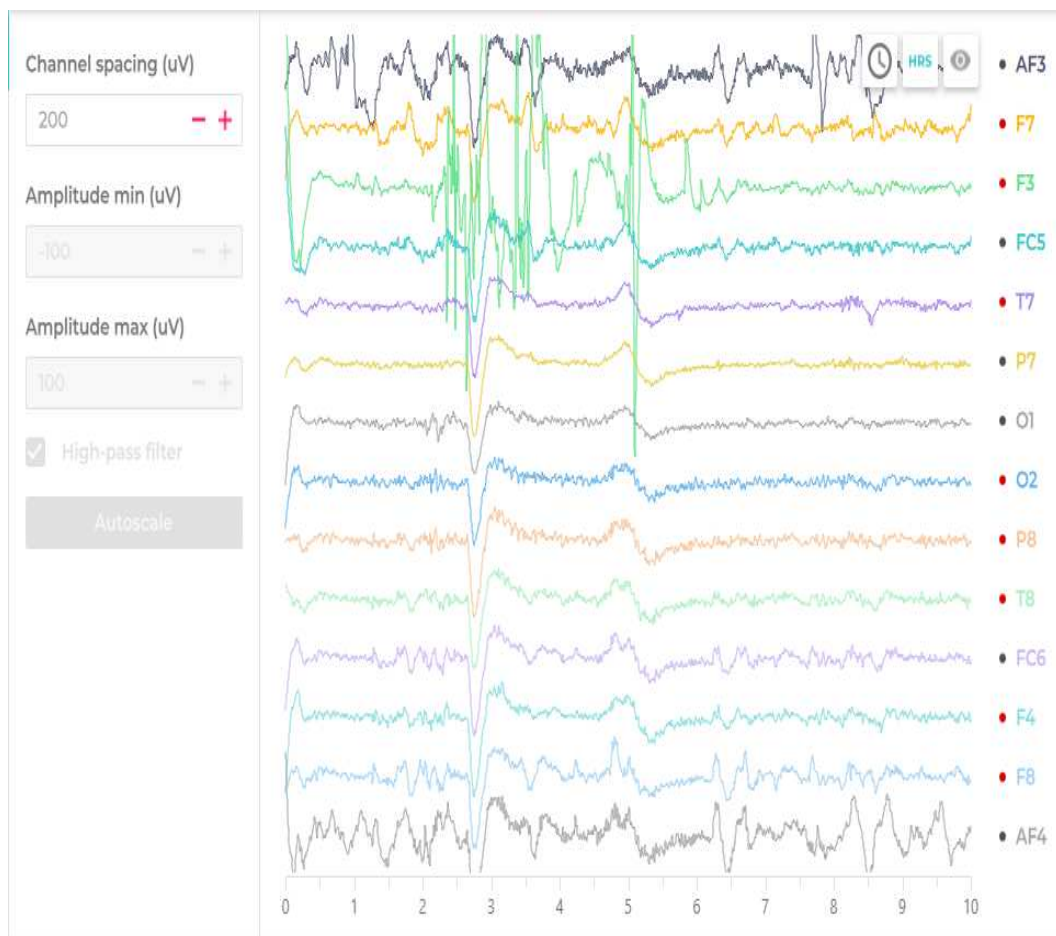 Channel spacing (uV)
200
Amplitude min (uV)
-100
Amplitude max (uV)
100
High-pass filter
Autoscale
HRS
AF3
F7
F3
FC5
T7
P7
O1
O2
P8
T8
FC6
F4
F8
AF4
0 1 2 3 4 5 6 7 8 9 10